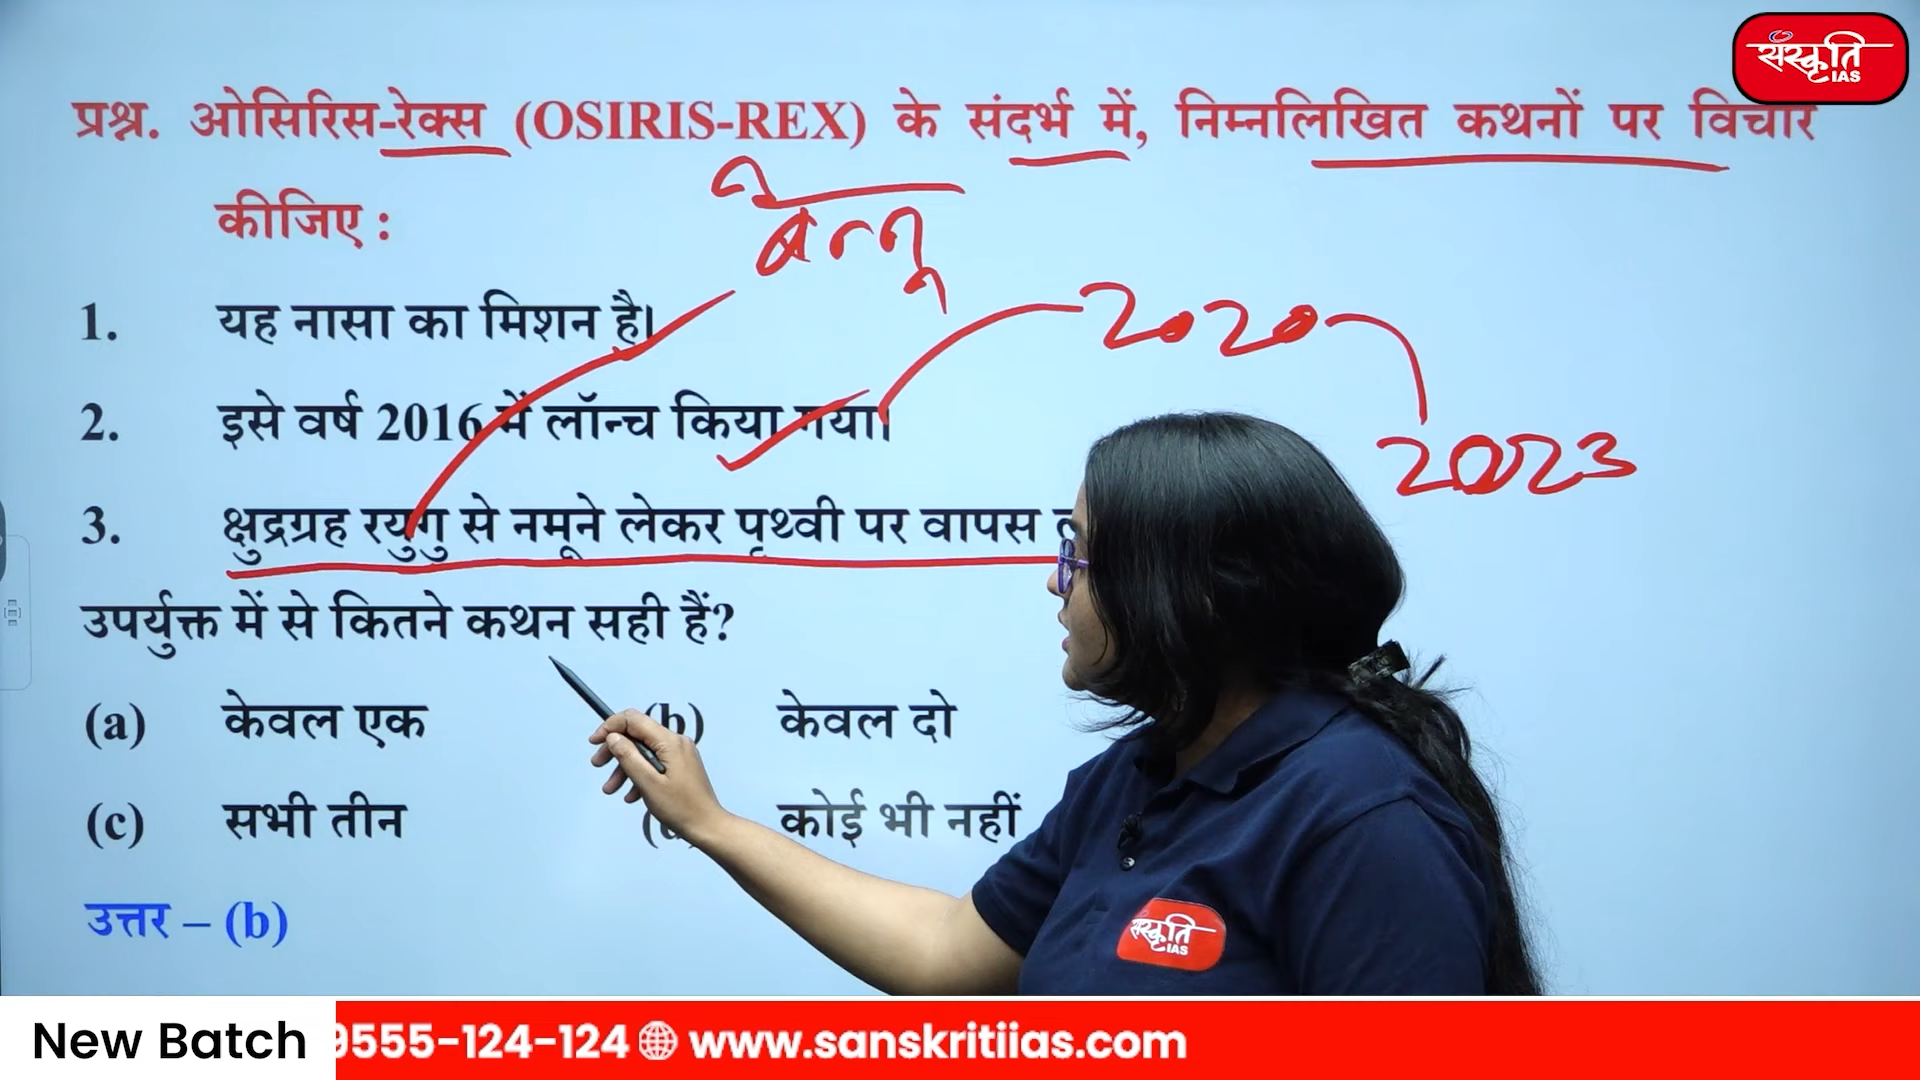 संस्कृति
IAS
प्रश्न. ओसिरिस-रेक्स (OSIRIS-REX) के संदर्भ में, निम्नलिखित कथनों पर विचार
कीजिए :
बेन्नू
1. यह नासा का मिशन है।
2020
2. इसे वर्ष 2016 में लॉन्च किया गया।
2023
3. क्षुद्रग्रह रयुगु से नमूने लेकर पृथ्वी पर वापस
उपर्युक्त में से कितने कथन सही हैं?
(a) केवल एक (b) केवल दो
(c) सभी तीन (d) कोई भी नहीं
उत्तर – (b)
संस्कृति
IAS
New Batch 9555-124-124 www.sanskritiias.com